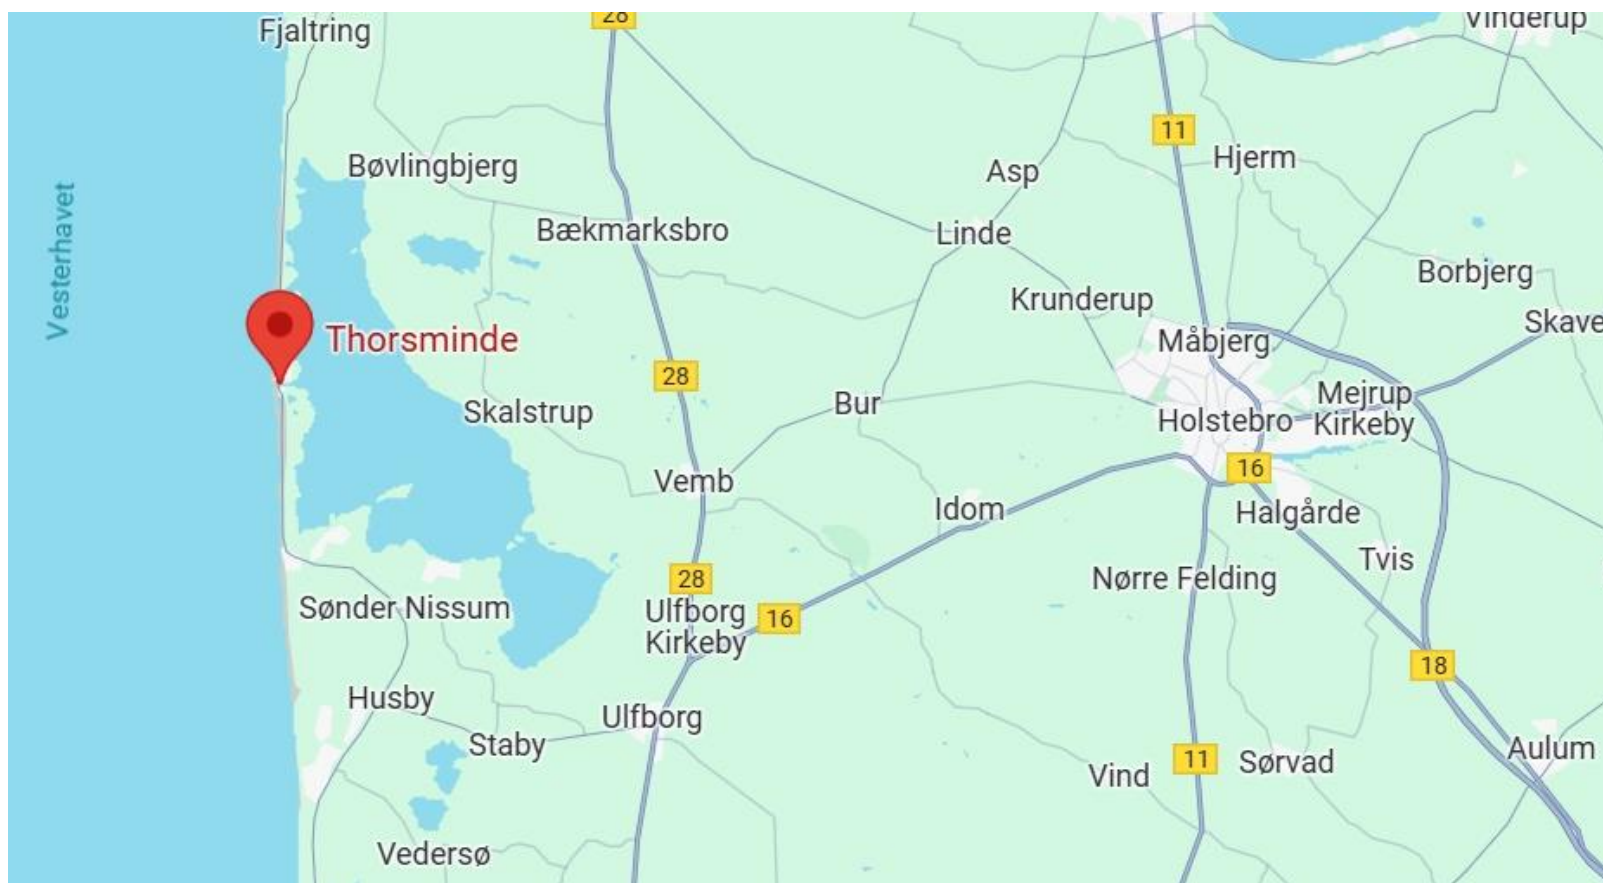 28
Vinderup
Fjaltring
11
Hjerm
Bøvlingbjerg
Asp
Vesterhavet
Bækmarksbro
Linde
Borbjerg
Krunderup
Skave
Thorsminde
Måbjerg
28
Mejrup
Kirkeby
Skalstrup
Bur
Holstebro
16
Vemb
Idom
Halgårde
Tvis
28
Nørre Felding
Sønder Nissum
Ulfborg
Kirkeby
16
18
Husby
Ulfborg
Staby
Aulum
11
Sørvad
Vind
Vedersø